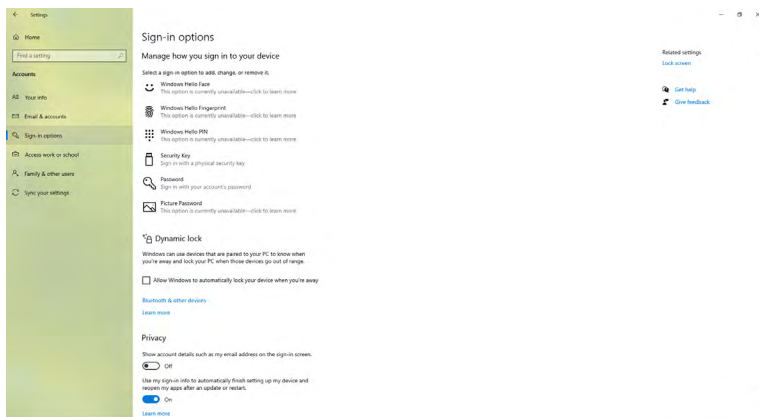 Settings
Home
Find a setting
Accounts
Your info
Email & accounts
Sign-in options
Access work or school
Family & other users
Sync your settings
Sign-in options
Manage how you sign in to your device
Select a sign-in option to add, change, or remove it.
Windows Hello Face
This option is currently unavailable—click to learn more
Windows Hello Fingerprint
This option is currently unavailable—click to learn more
Windows Hello PIN
This option is currently unavailable—click to learn more
Security Key
Sign in with a physical security key
Password
Sign in with your account's password
Picture Password
This option is currently unavailable—click to learn more
Dynamic lock
Windows can use devices that are paired to your PC to know when
you're away and lock your PC when those devices go out of range.
Allow Windows to automatically lock your device when you're away
Bluetooth & other devices
Learn more
Privacy
Show account details such as my email address on the sign-in screen.
Off
Use my sign-in info to automatically finish setting up my device and
reopen my apps after an update or restart.
On
Learn more
Related settings
Lock screen
Get help
Give feedback